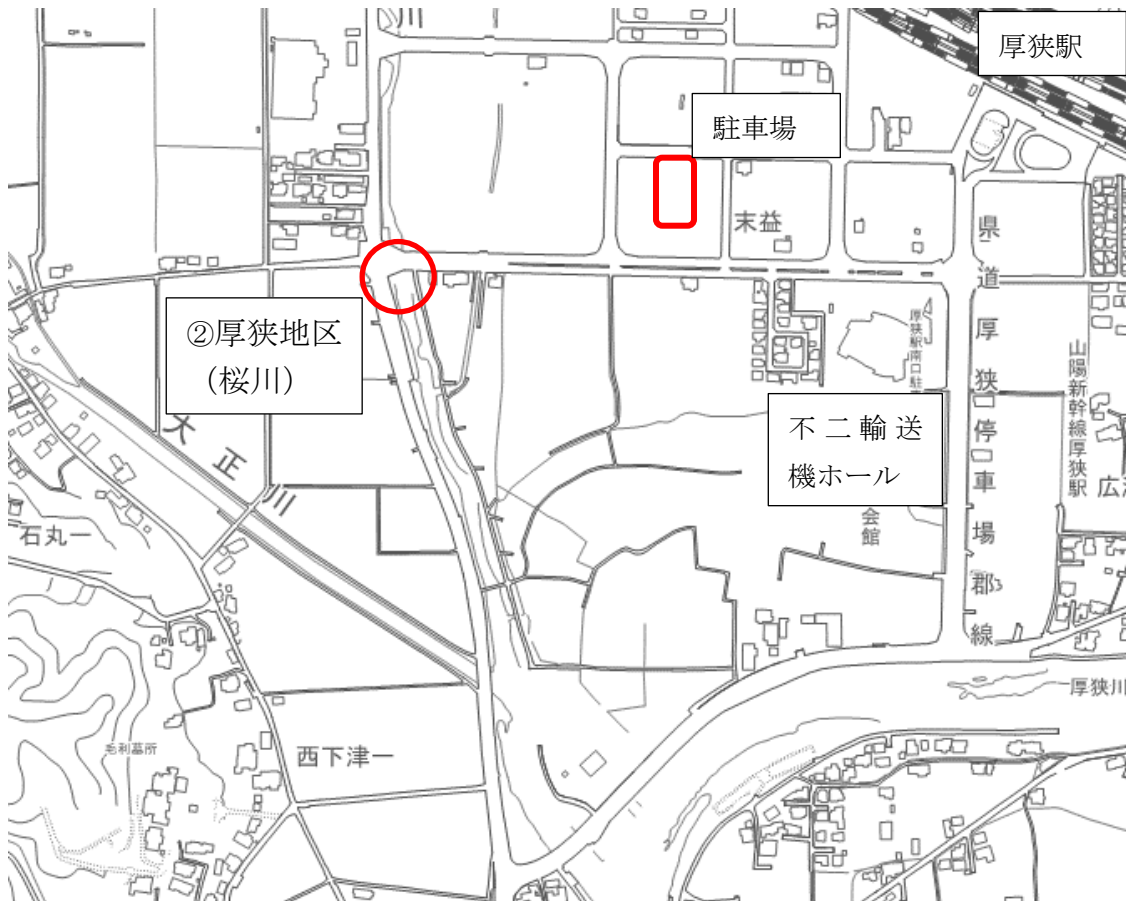 川
厚狭駅
駐車場
末益
②厚狭地区
（桜川）
大正川
県道厚狭停車場郡線
厚狭駅南口駐
山陽新幹線厚狭駅
不二輸送
機ホール
会館
広
石丸一
厚狭川
毛利墓所
西下津一